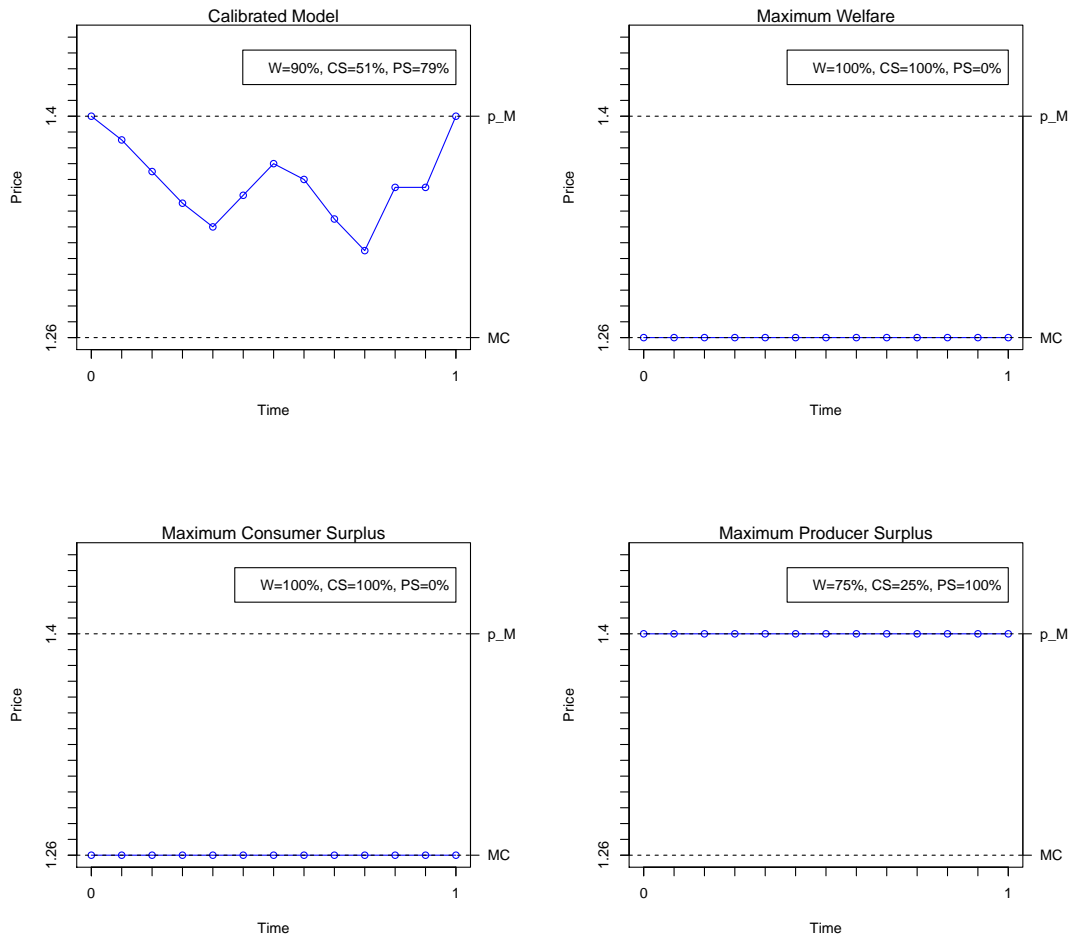 Calibrated Model
W=90%, CS=51%, PS=79%
1.4
p_M
Price
1.26
MC
0
1
Time
Maximum Welfare
W=100%, CS=100%, PS=0%
1.4
p_M
Price
1.26
MC
0
1
Time
Maximum Consumer Surplus
W=100%, CS=100%, PS=0%
1.4
p_M
Price
1.26
MC
0
1
Time
Maximum Producer Surplus
W=75%, CS=25%, PS=100%
1.4
p_M
Price
1.26
MC
0
1
Time